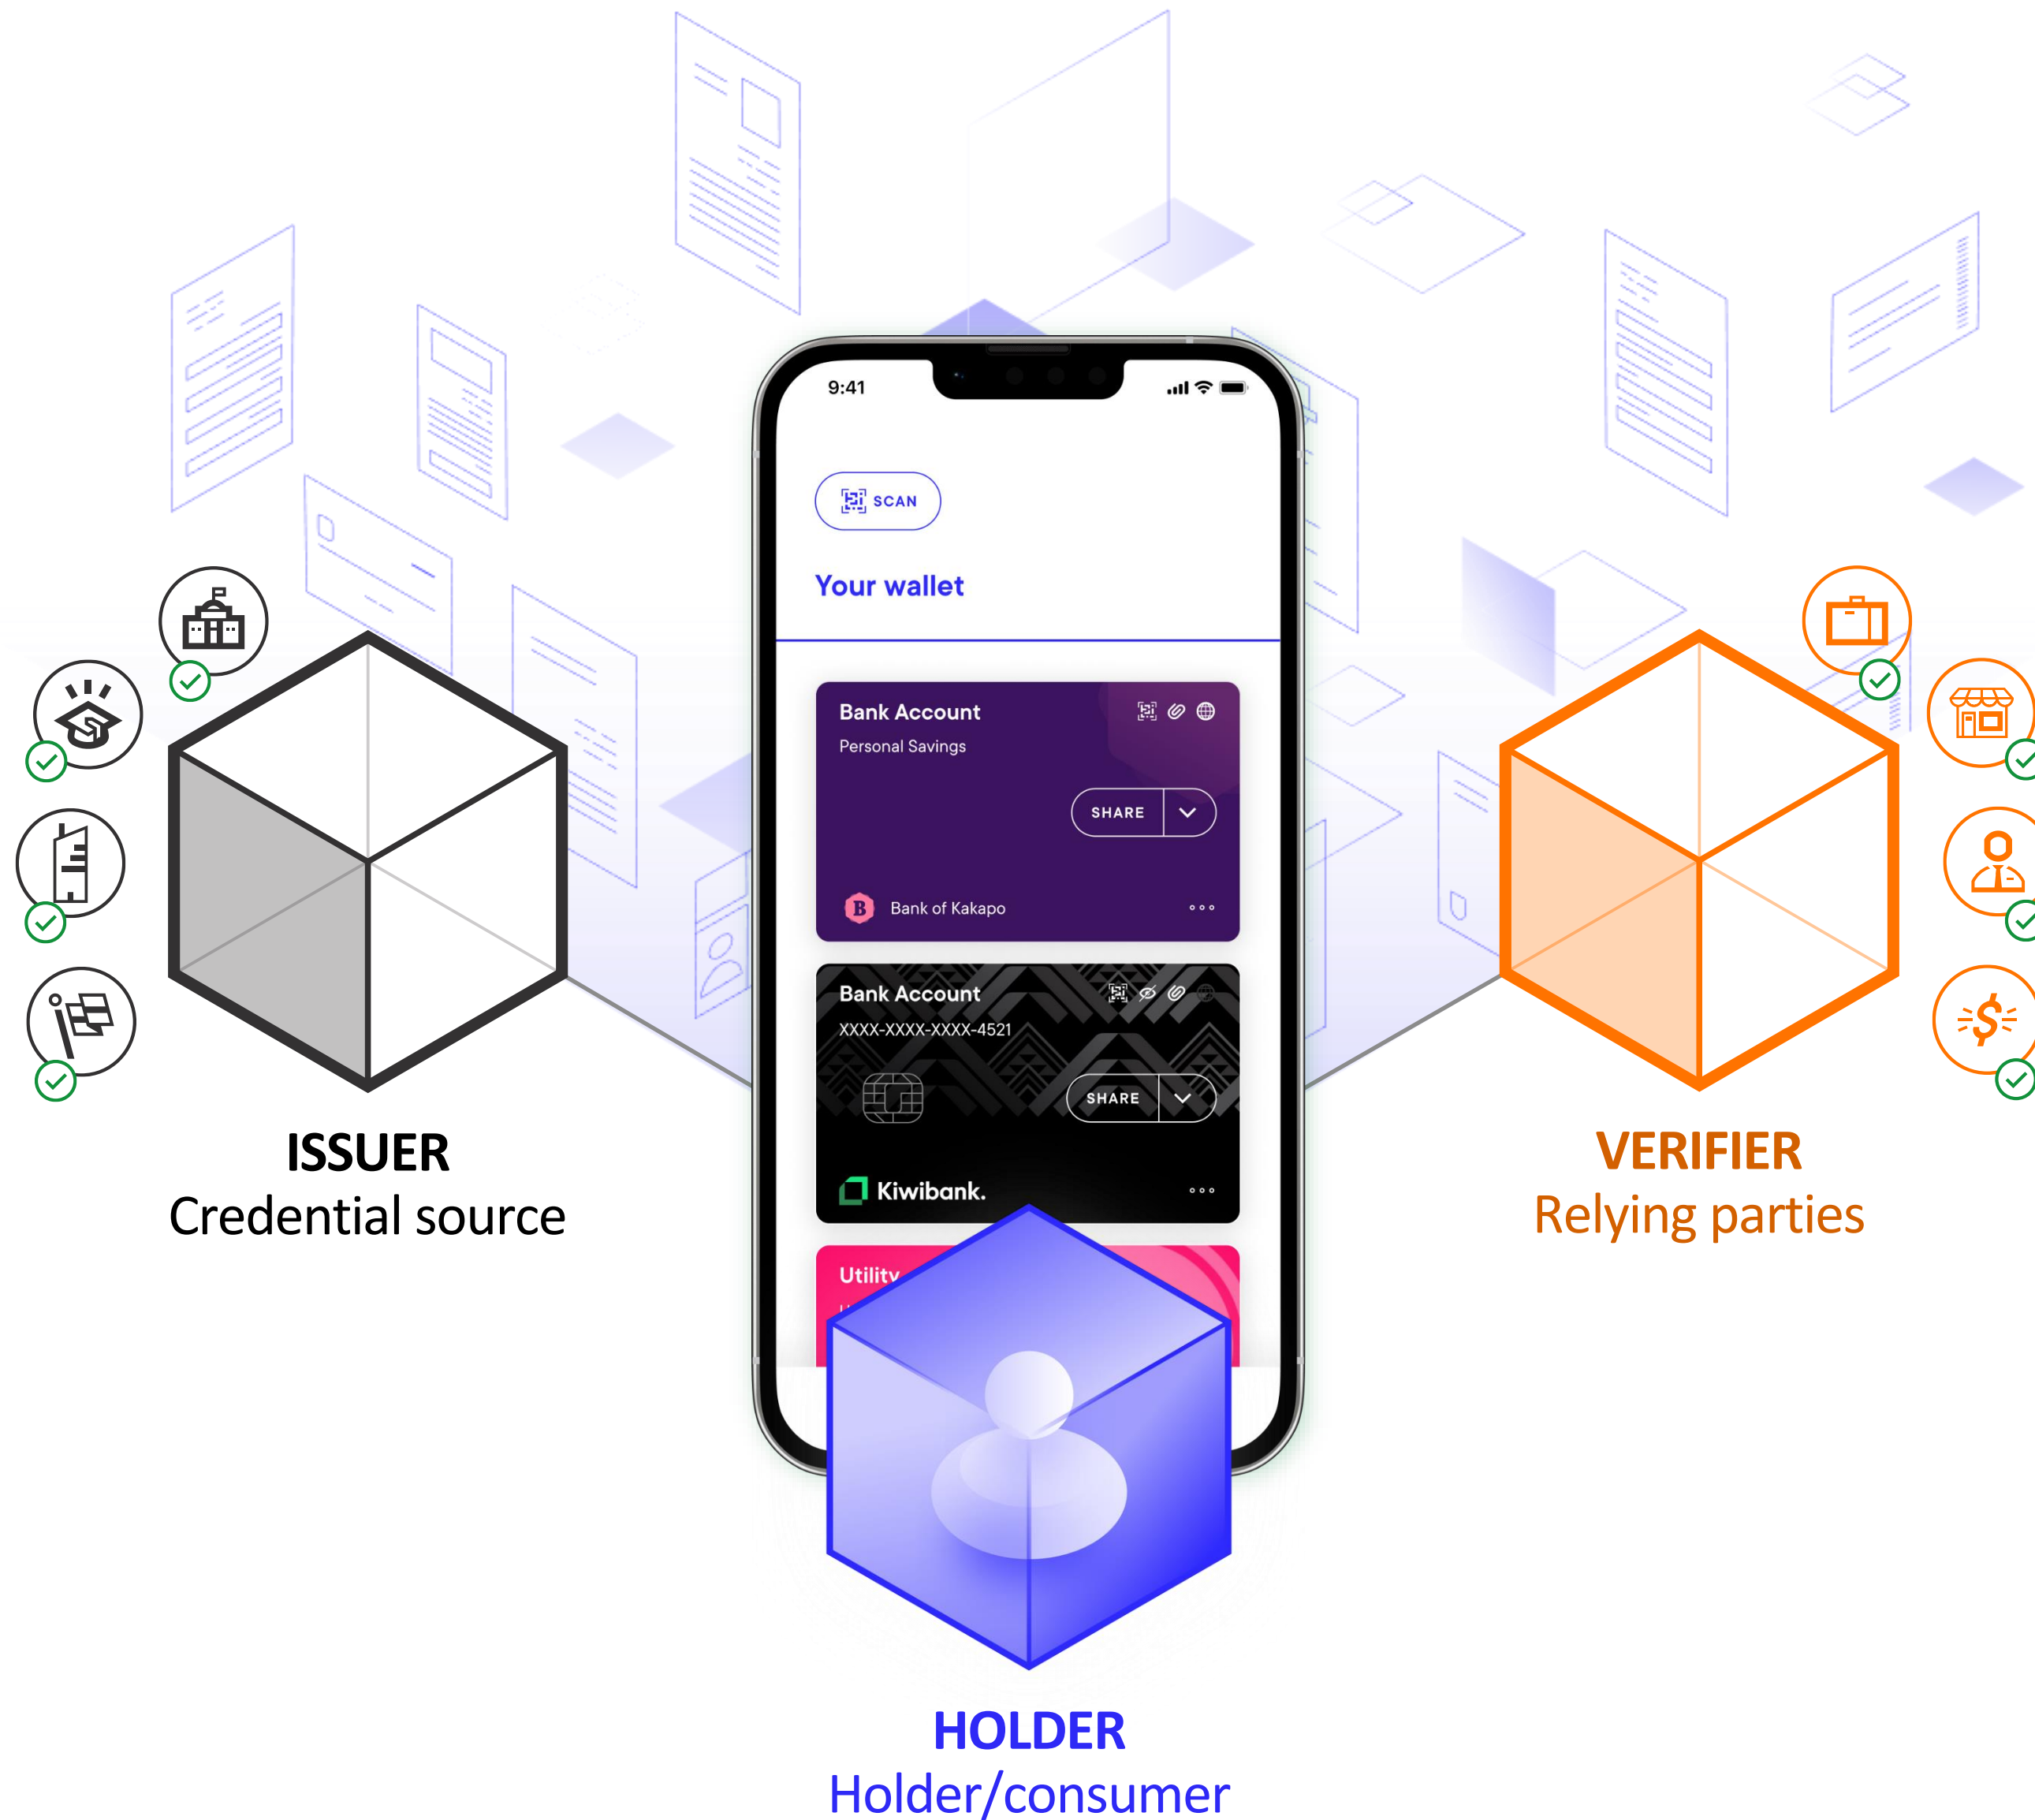 9:41
SCAN
Your wallet
Bank Account
Personal Savings
SHARE
B Bank of Kakapo
Bank Account
XXXX-XXXX-XXXX-4521
SHARE
Kiwibank.
Utility
ISSUER
Credential source
VERIFIER
Relying parties
HOLDER
Holder/consumer